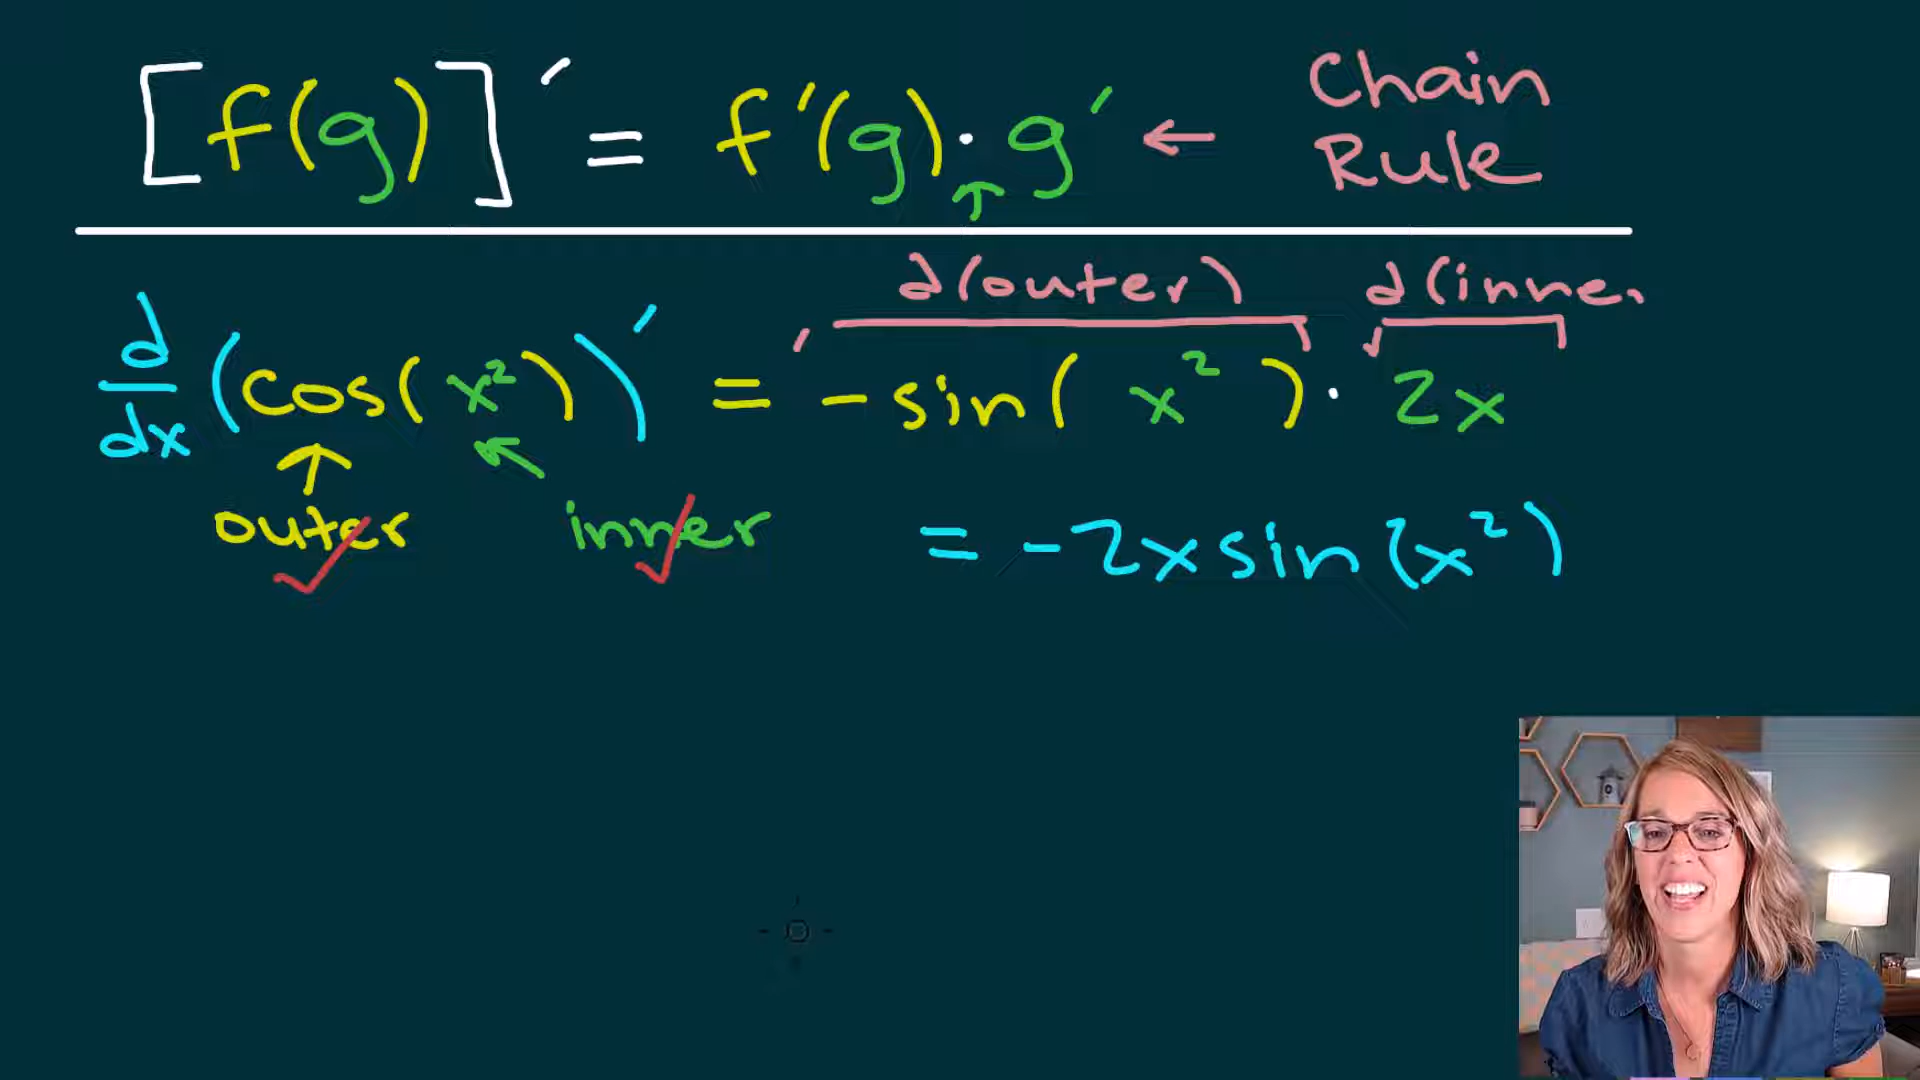 [f(g)]′ = f′(g) · g′ ← Chain Rule
d(outer) d(inne
d/dx (cos(x²))′ = -sin(x²) · 2x
outer inner
= -2x sin(x²)